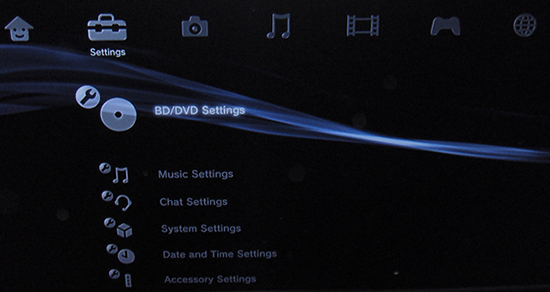 Settings
BD/DVD Settings
Music Settings
Chat Settings
System Settings
Date and Time Settings
Accessory Settings